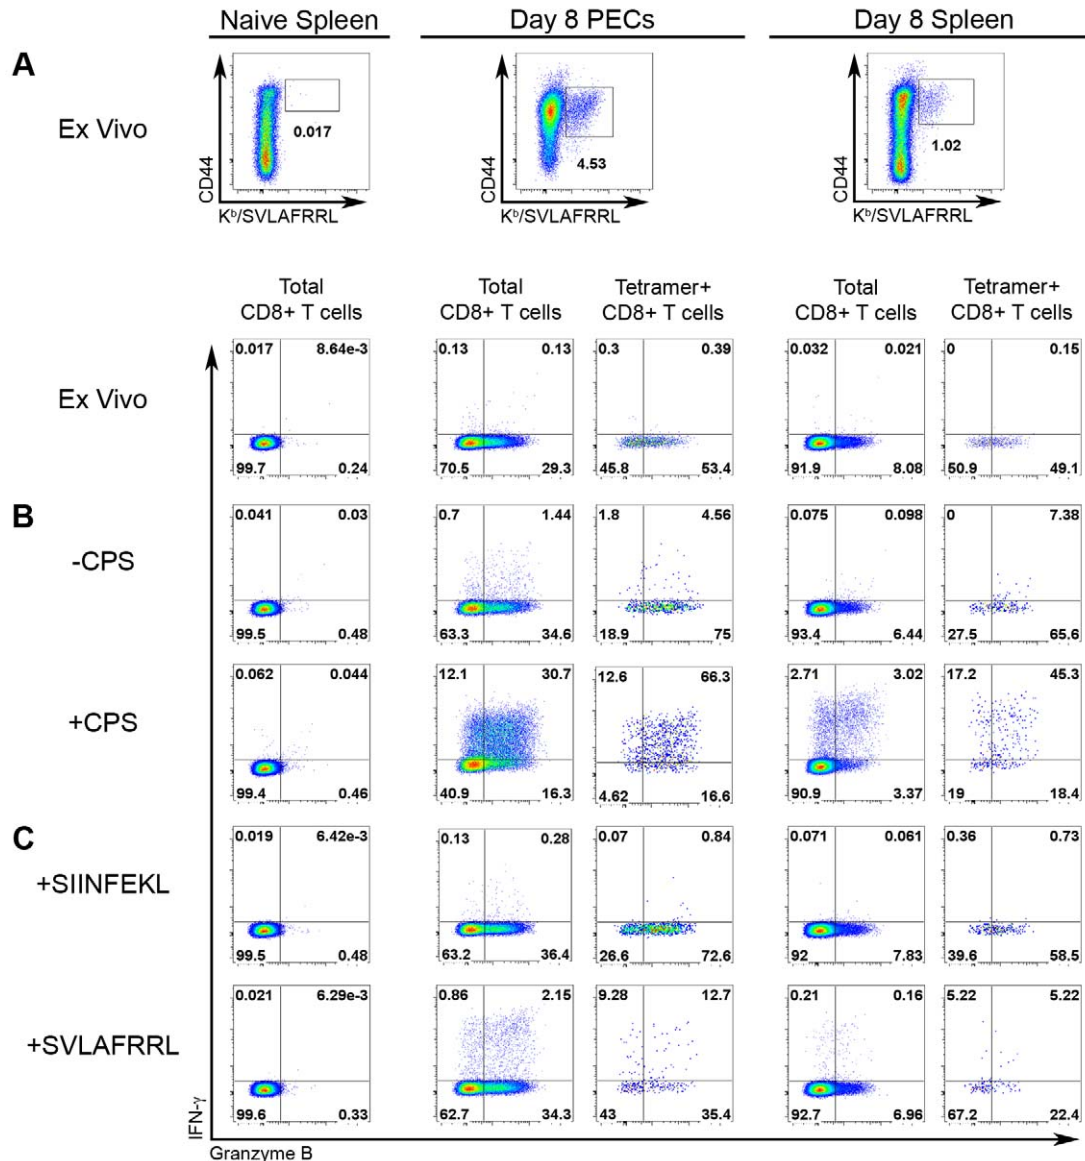 Naive Spleen Day 8 PECs Day 8 Spleen
A
Ex Vivo
0.017 4.53 1.02
CD44 CD44 CD44
Kᵇ/SVLAFRRL Kᵇ/SVLAFRRL Kᵇ/SVLAFRRL
Total Total Tetramer+ Total Tetramer+
CD8+ T cells CD8+ T cells CD8+ T cells CD8+ T cells CD8+ T cells
Ex Vivo
0.017 8.64e-3 0.13 0.13 0.3 0.39 0.032 0.021 0 0.15
99.7 0.24 70.5 29.3 45.8 53.4 91.9 8.08 50.9 49.1
B
-CPS
0.041 0.03 0.7 1.44 1.8 4.56 0.075 0.098 0 7.38
99.5 0.48 63.3 34.6 18.9 75 93.4 6.44 27.5 65.6
+CPS
0.062 0.044 12.1 30.7 12.6 66.3 2.71 3.02 17.2 45.3
99.4 0.46 40.9 16.3 4.62 16.6 90.9 3.37 19 18.4
C
+SIINFEKL
0.019 6.42e-3 0.13 0.28 0.07 0.84 0.071 0.061 0.36 0.73
99.5 0.48 63.2 36.4 26.6 72.6 92 7.83 39.6 58.5
+SVLAFRRL
0.021 6.29e-3 0.86 2.15 9.28 12.7 0.21 0.16 5.22 5.22
99.6 0.33 62.7 34.3 43 35.4 92.7 6.96 67.2 22.4
IFN-γ
Granzyme B